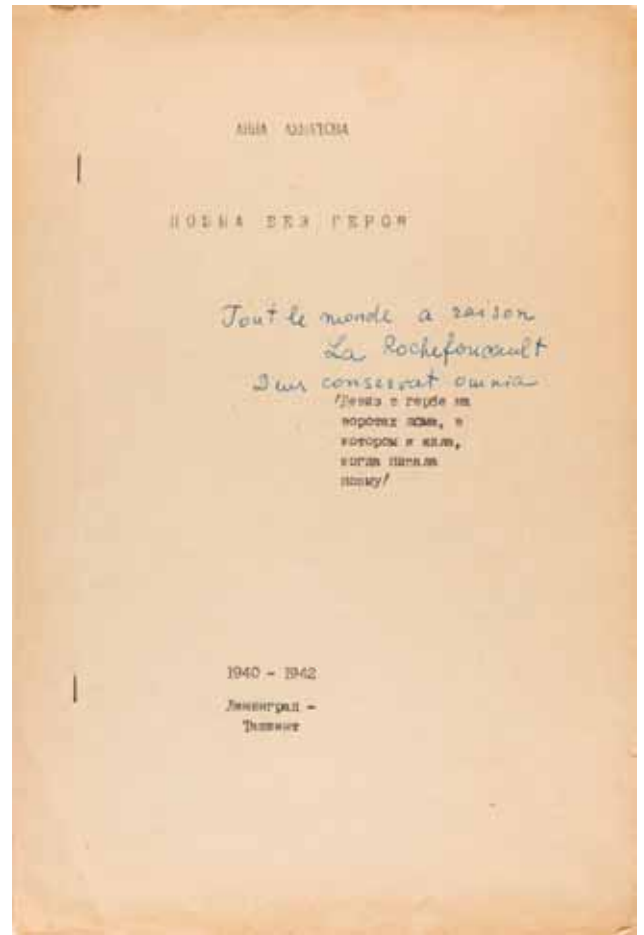 АННА АХМАТОВА
ПОЭМА БЕЗ ГЕРОЯ
Tout le monde a raison
La Rochefoucault
Deus conservat omnia
/Девиз в гербе на
воротах дома, в
котором я жила,
когда писала
поэму/
1940 - 1942
Ленинград -
Ташкент